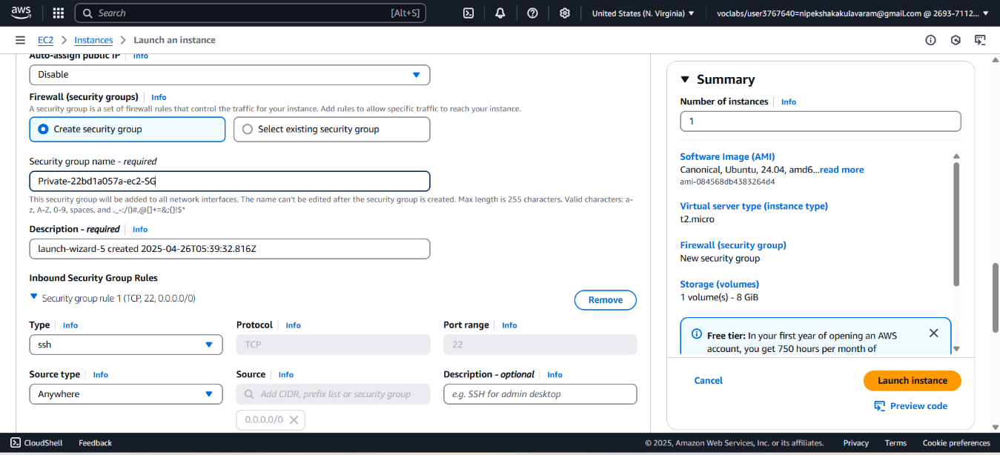 aws
Search
[Alt+S]
United States (N. Virginia)
voclabs/user3767640=nipekshakakulavaram@gmail.com @ 2693-7112...
EC2
Instances
Launch an instance
Auto-assign public IP
Info
Disable
Firewall (security groups)
Info
A security group is a set of firewall rules that control the traffic for your instance. Add rules to allow specific traffic to reach your instance.
Create security group
Select existing security group
Security group name - required
Private-22bd1a057a-ec2-SG
This security group will be added to all network interfaces. The name can't be edited after the security group is created. Max length is 255 characters. Valid characters: a-
z, A-Z, 0-9, spaces, and ._-:/()#,@[]+=&;{}!$*
Description - required
Info
launch-wizard-5 created 2025-04-26T05:39:32.816Z
Inbound Security Group Rules
Security group rule 1 (TCP, 22, 0.0.0.0/0)
Remove
Type
Info
Protocol
Info
Port range
Info
ssh
TCP
22
Source type
Info
Source
Info
Description - optional
Info
Anywhere
Add CIDR, prefix list or security group
e.g. SSH for admin desktop
0.0.0.0/0
Summary
Number of instances
Info
1
Software Image (AMI)
Canonical, Ubuntu, 24.04, amd6...read more
ami-084568db4383264d4
Virtual server type (instance type)
t2.micro
Firewall (security group)
New security group
Storage (volumes)
1 volume(s) - 8 GiB
Free tier: In your first year of opening an AWS
account, you get 750 hours per month of
Cancel
Launch instance
Preview code
CloudShell
Feedback
© 2025, Amazon Web Services, Inc. or its affiliates.
Privacy
Terms
Cookie preferences